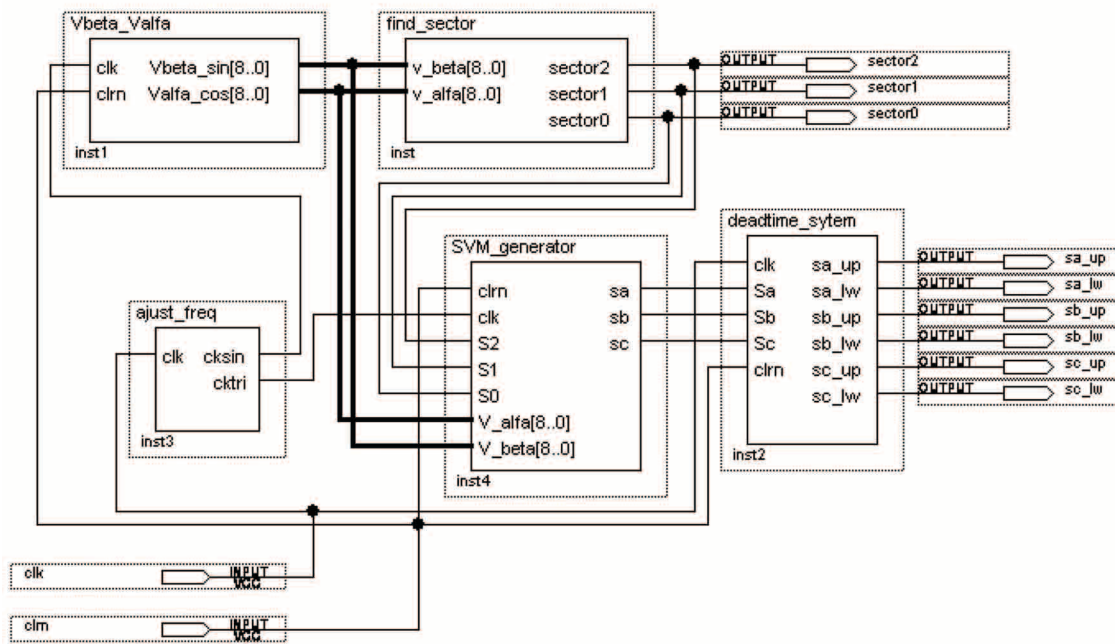 Vbeta_Valfa
clk Vbeta_sin[8..0]
clrn Valfa_cos[8..0]
inst1
find_sector
v_beta[8..0] sector2
v_alfa[8..0] sector1
sector0
inst
OUTPUT sector2
OUTPUT sector1
OUTPUT sector0
ajust_freq
clk cksin
cktri
inst3
SVM_generator
clrn sa
clk sb
S2 sc
S1
S0
V_alfa[8..0]
V_beta[8..0]
inst4
deadtime_sytem
clk sa_up
Sa sa_lw
Sb sb_up
Sc sb_lw
clrn sc_up
sc_lw
inst2
OUTPUT sa_up
OUTPUT sa_lw
OUTPUT sb_up
OUTPUT sb_lw
OUTPUT sc_up
OUTPUT sc_lw
clk INPUT
VCC
clrn INPUT
VCC